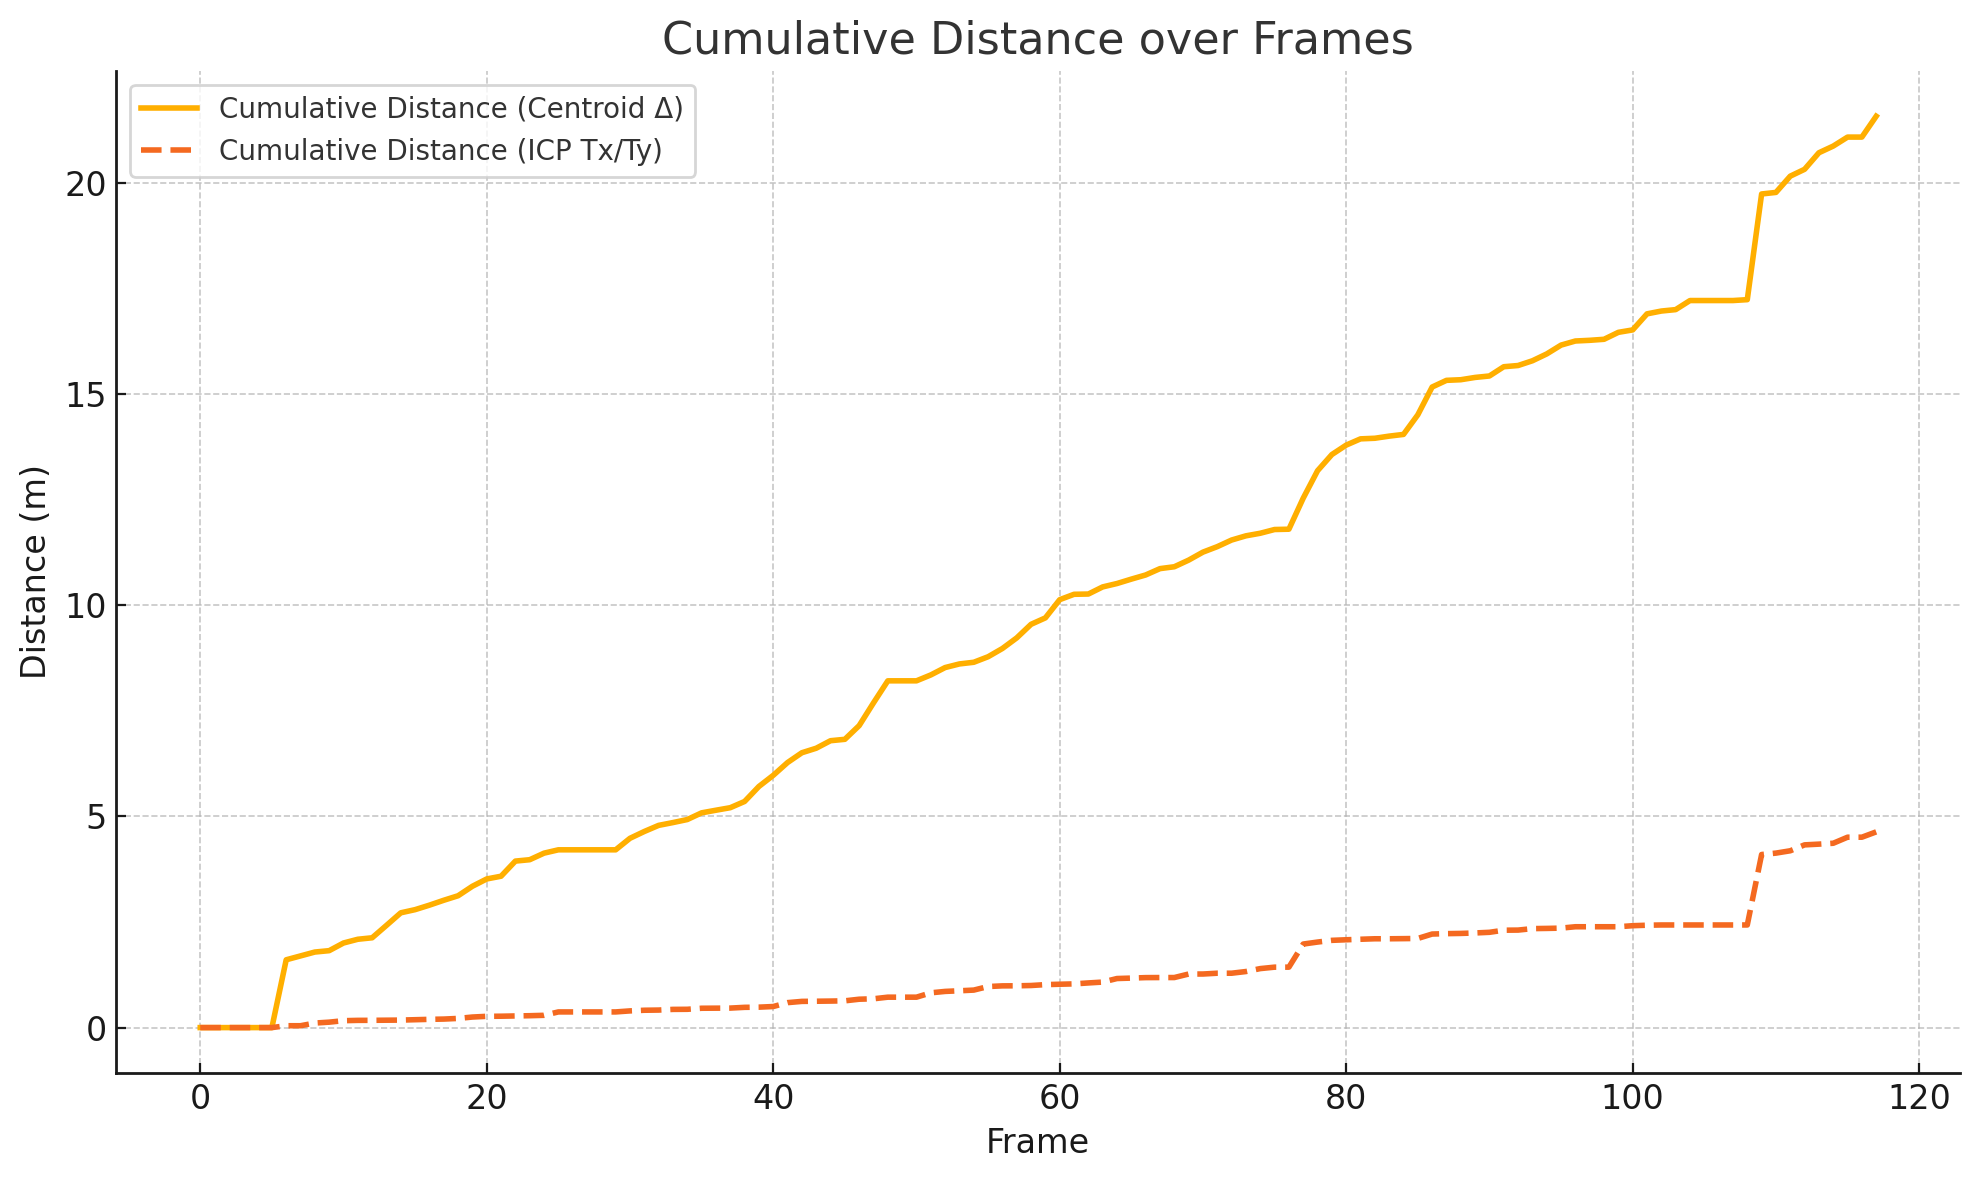 Cumulative Distance over Frames
Cumulative Distance (Centroid Δ)
Cumulative Distance (ICP Tx/Ty)
Distance (m)
20
15
10
5
0
0 20 40 60 80 100 120
Frame